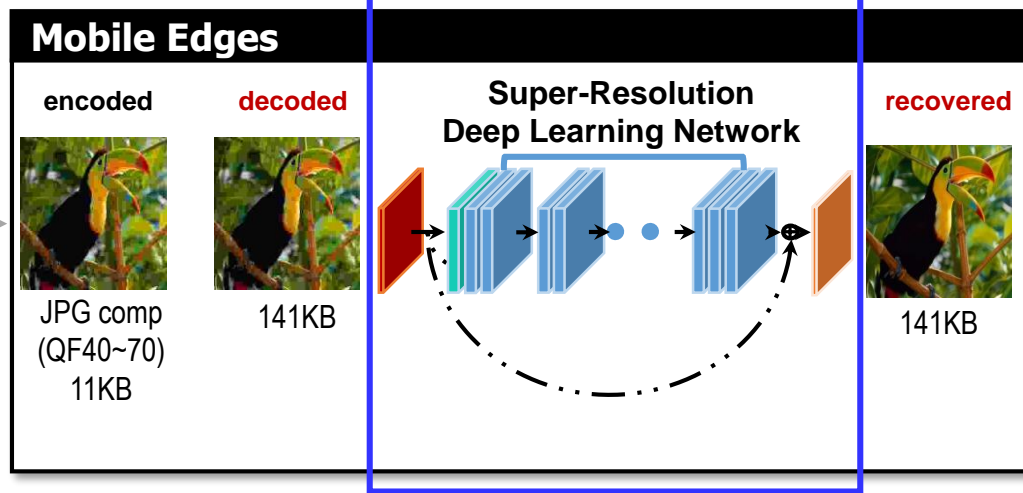 Mobile Edges
encoded
decoded
Super-Resolution
Deep Learning Network
recovered
JPG comp
(QF40~70)
11KB
141KB
141KB